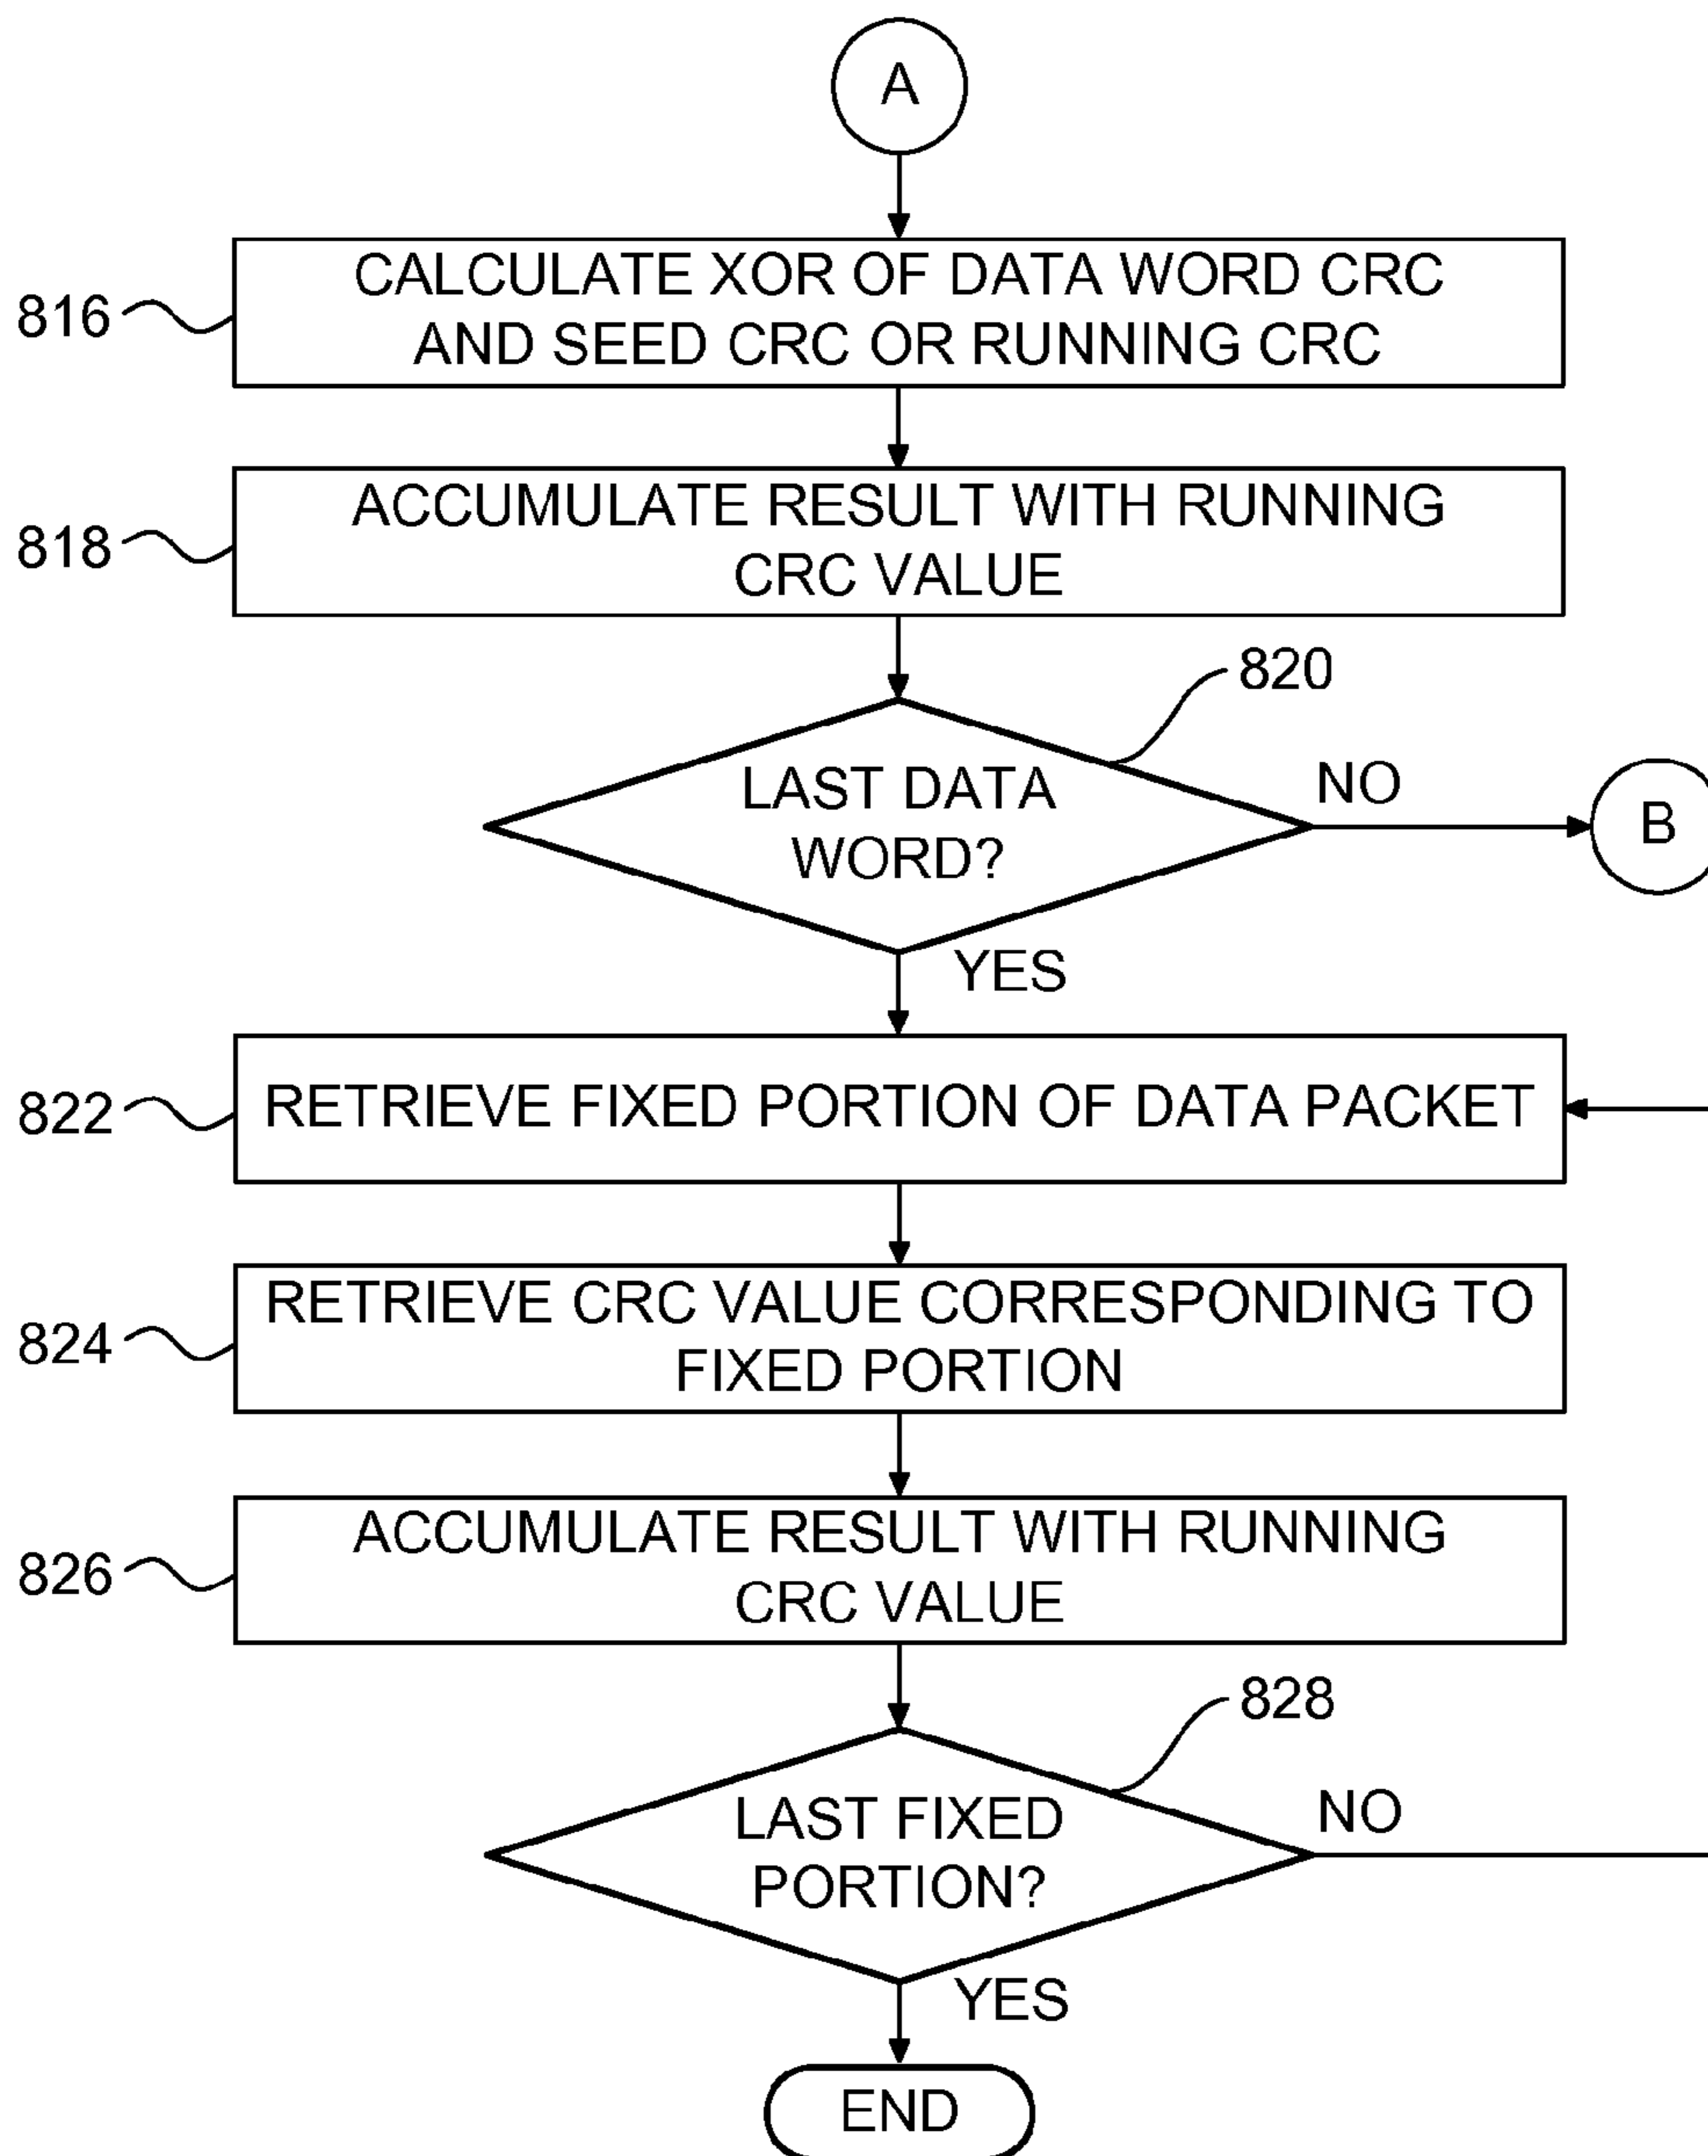 A
CALCULATE XOR OF DATA WORD CRC
AND SEED CRC OR RUNNING CRC
816
ACCUMULATE RESULT WITH RUNNING
CRC VALUE
818
820
LAST DATA
WORD?
NO
B
YES
RETRIEVE FIXED PORTION OF DATA PACKET
822
RETRIEVE CRC VALUE CORRESPONDING TO
FIXED PORTION
824
ACCUMULATE RESULT WITH RUNNING
CRC VALUE
826
828
LAST FIXED
PORTION?
NO
YES
END